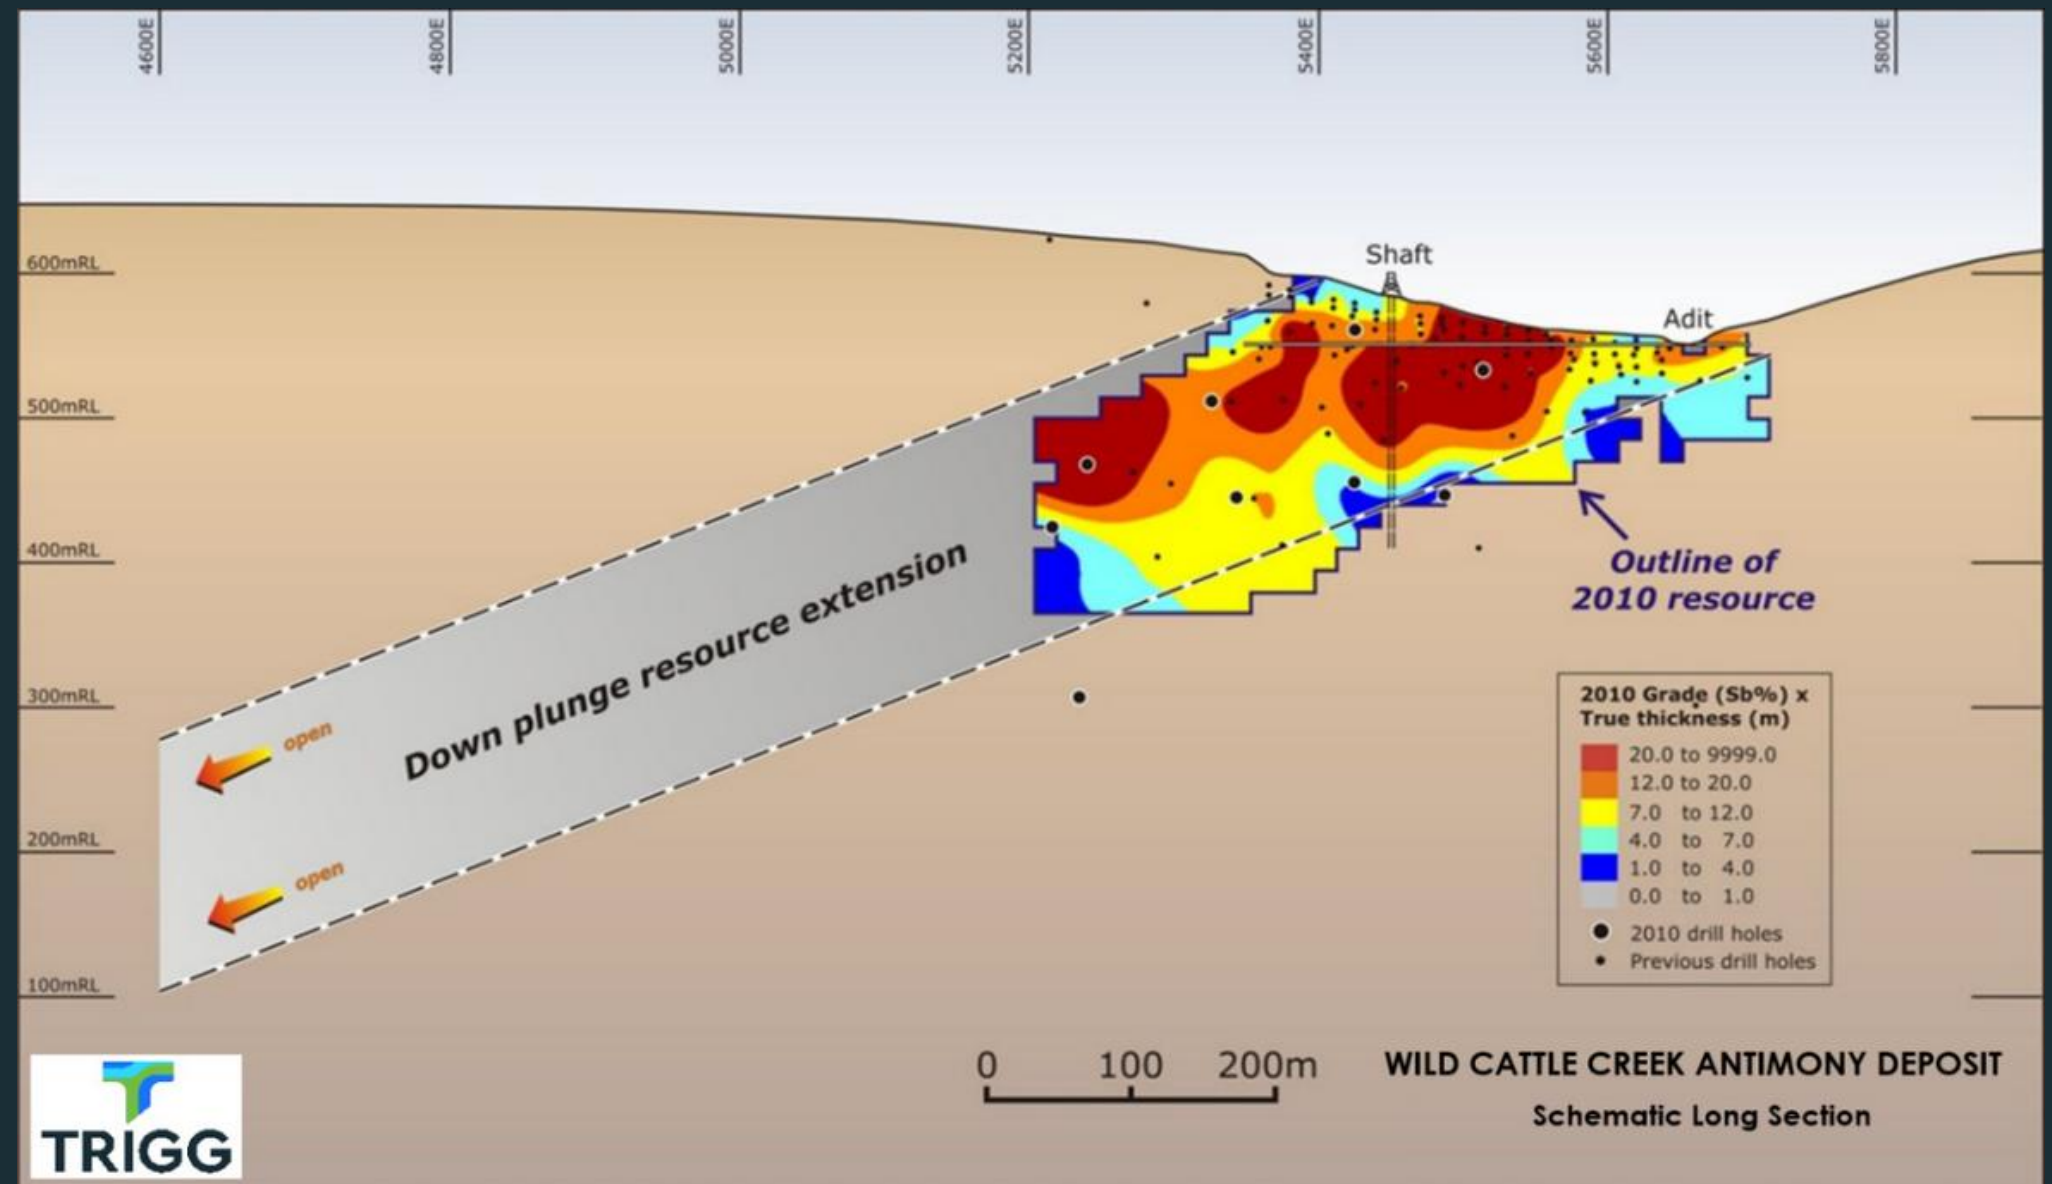 4600E
4800E
5000E
5200E
5400E
5600E
5800E
Shaft
600mRL
Adit
500mRL
400mRL
Down plunge resource extension
Outline of
2010 resource
300mRL
open
2010 Grade (Sb%) x
True thickness (m)
20.0 to 9999.0
12.0 to 20.0
7.0 to 12.0
4.0 to 7.0
1.0 to 4.0
0.0 to 1.0
2010 drill holes
Previous drill holes
200mRL
open
100mRL
0 100 200m
WILD CATTLE CREEK ANTIMONY DEPOSIT
Schematic Long Section
TRIGG